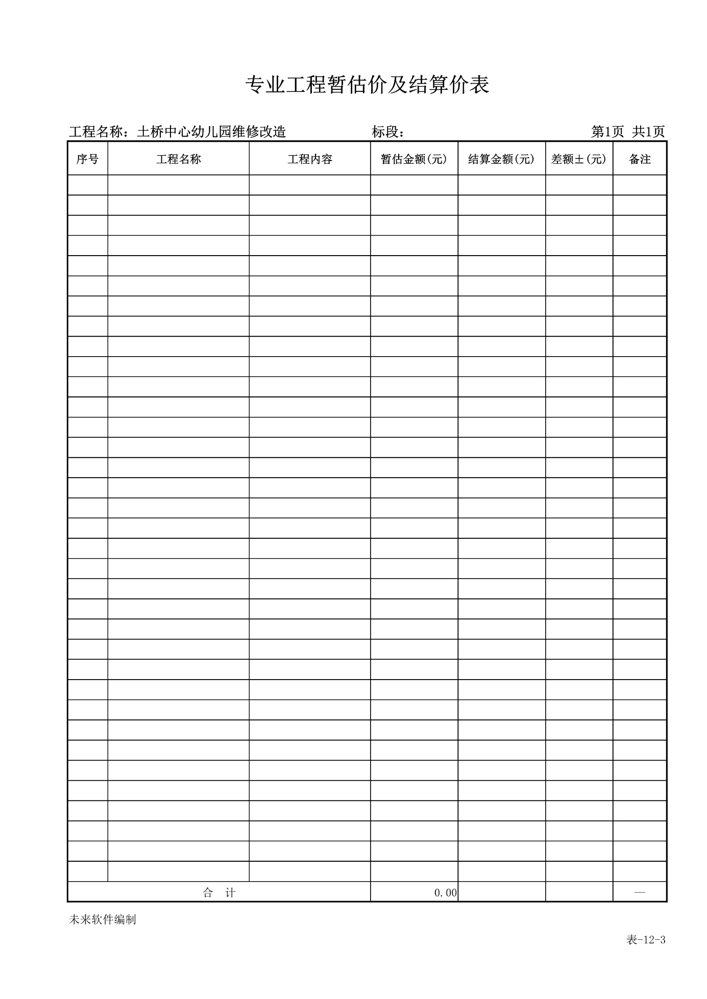 专业工程暂估价及结算价表
工程名称：土桥中心幼儿园维修改造 标段： 第1页 共1页
序号 工程名称 工程内容 暂估金额(元) 结算金额(元) 差额±(元) 备注
合 计 0.00 —
未来软件编制
表-12-3